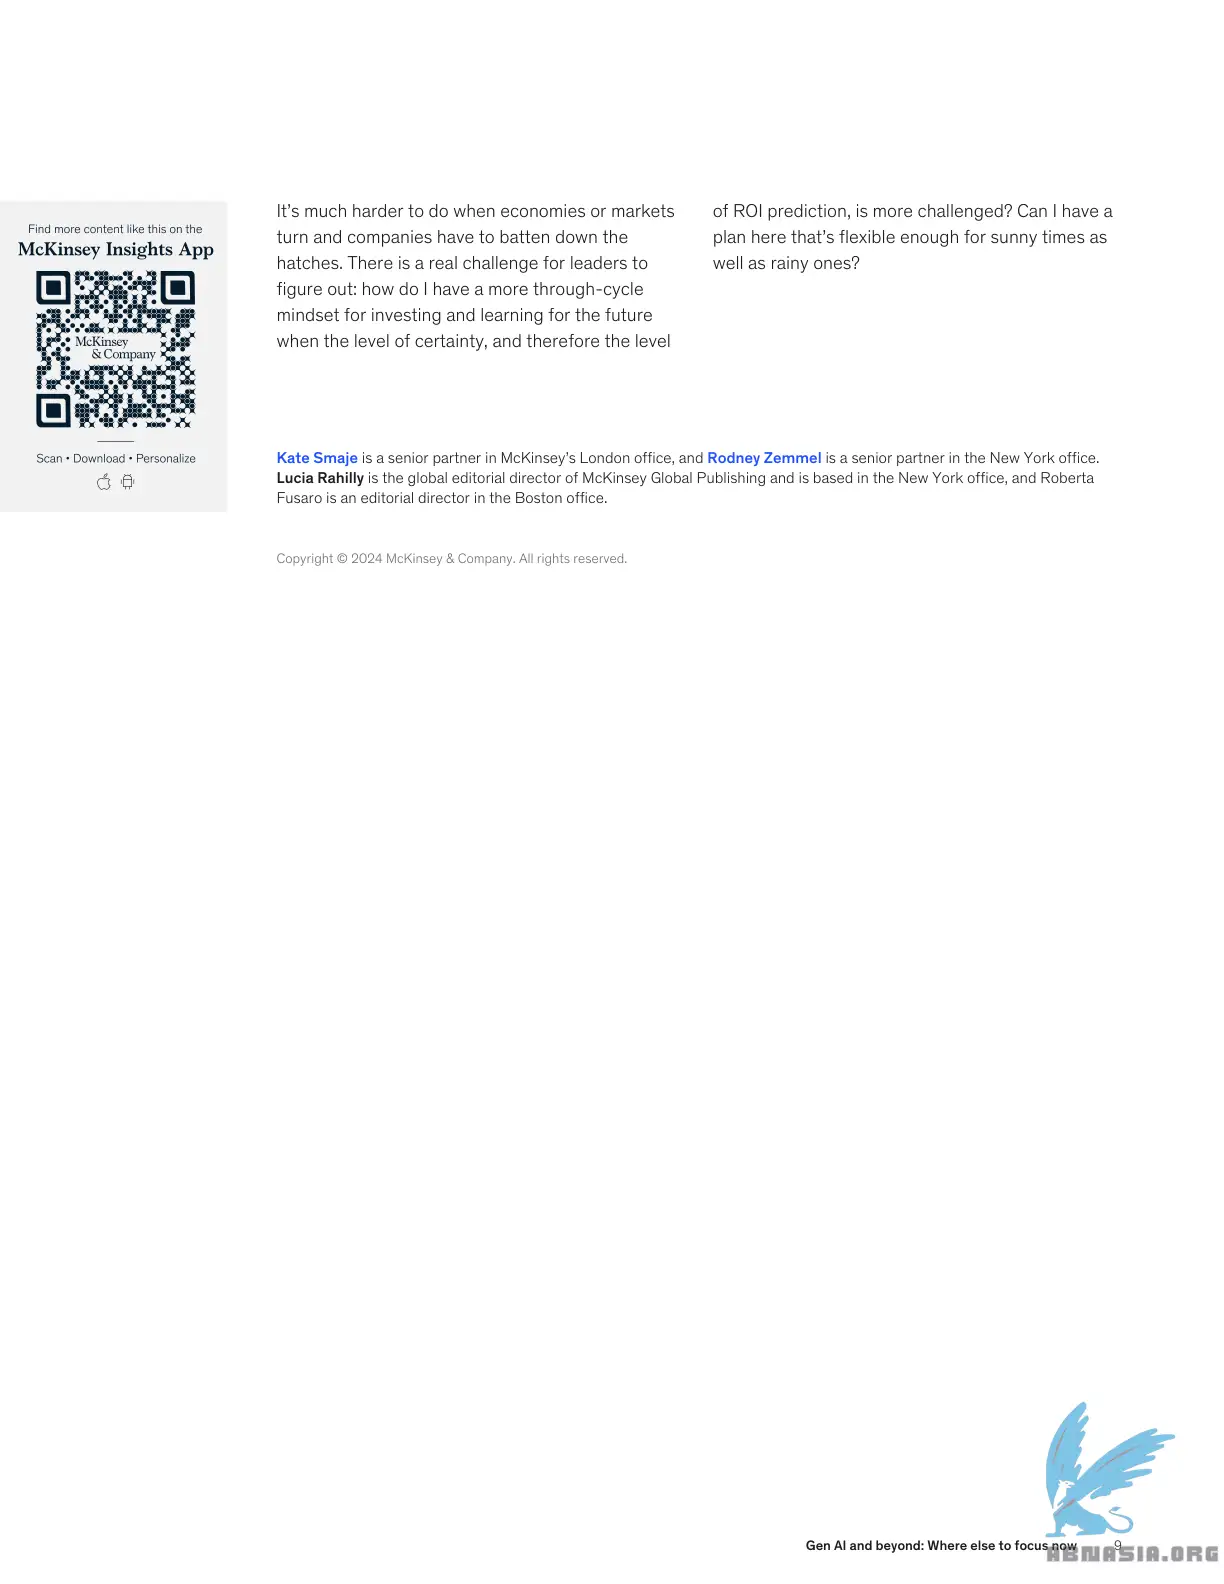 Find more content like this on the
McKinsey Insights App
McKinsey
& Company
Scan • Download • Personalize
It’s much harder to do when economies or markets
turn and companies have to batten down the
hatches. There is a real challenge for leaders to
figure out: how do I have a more through-cycle
mindset for investing and learning for the future
when the level of certainty, and therefore the level
of ROI prediction, is more challenged? Can I have a
plan here that’s flexible enough for sunny times as
well as rainy ones?
Kate Smaje is a senior partner in McKinsey’s London office, and Rodney Zemmel is a senior partner in the New York office.
Lucia Rahilly is the global editorial director of McKinsey Global Publishing and is based in the New York office, and Roberta
Fusaro is an editorial director in the Boston office.
Copyright © 2024 McKinsey & Company. All rights reserved.
Gen AI and beyond: Where else to focus now 9
ABNASIA.ORG